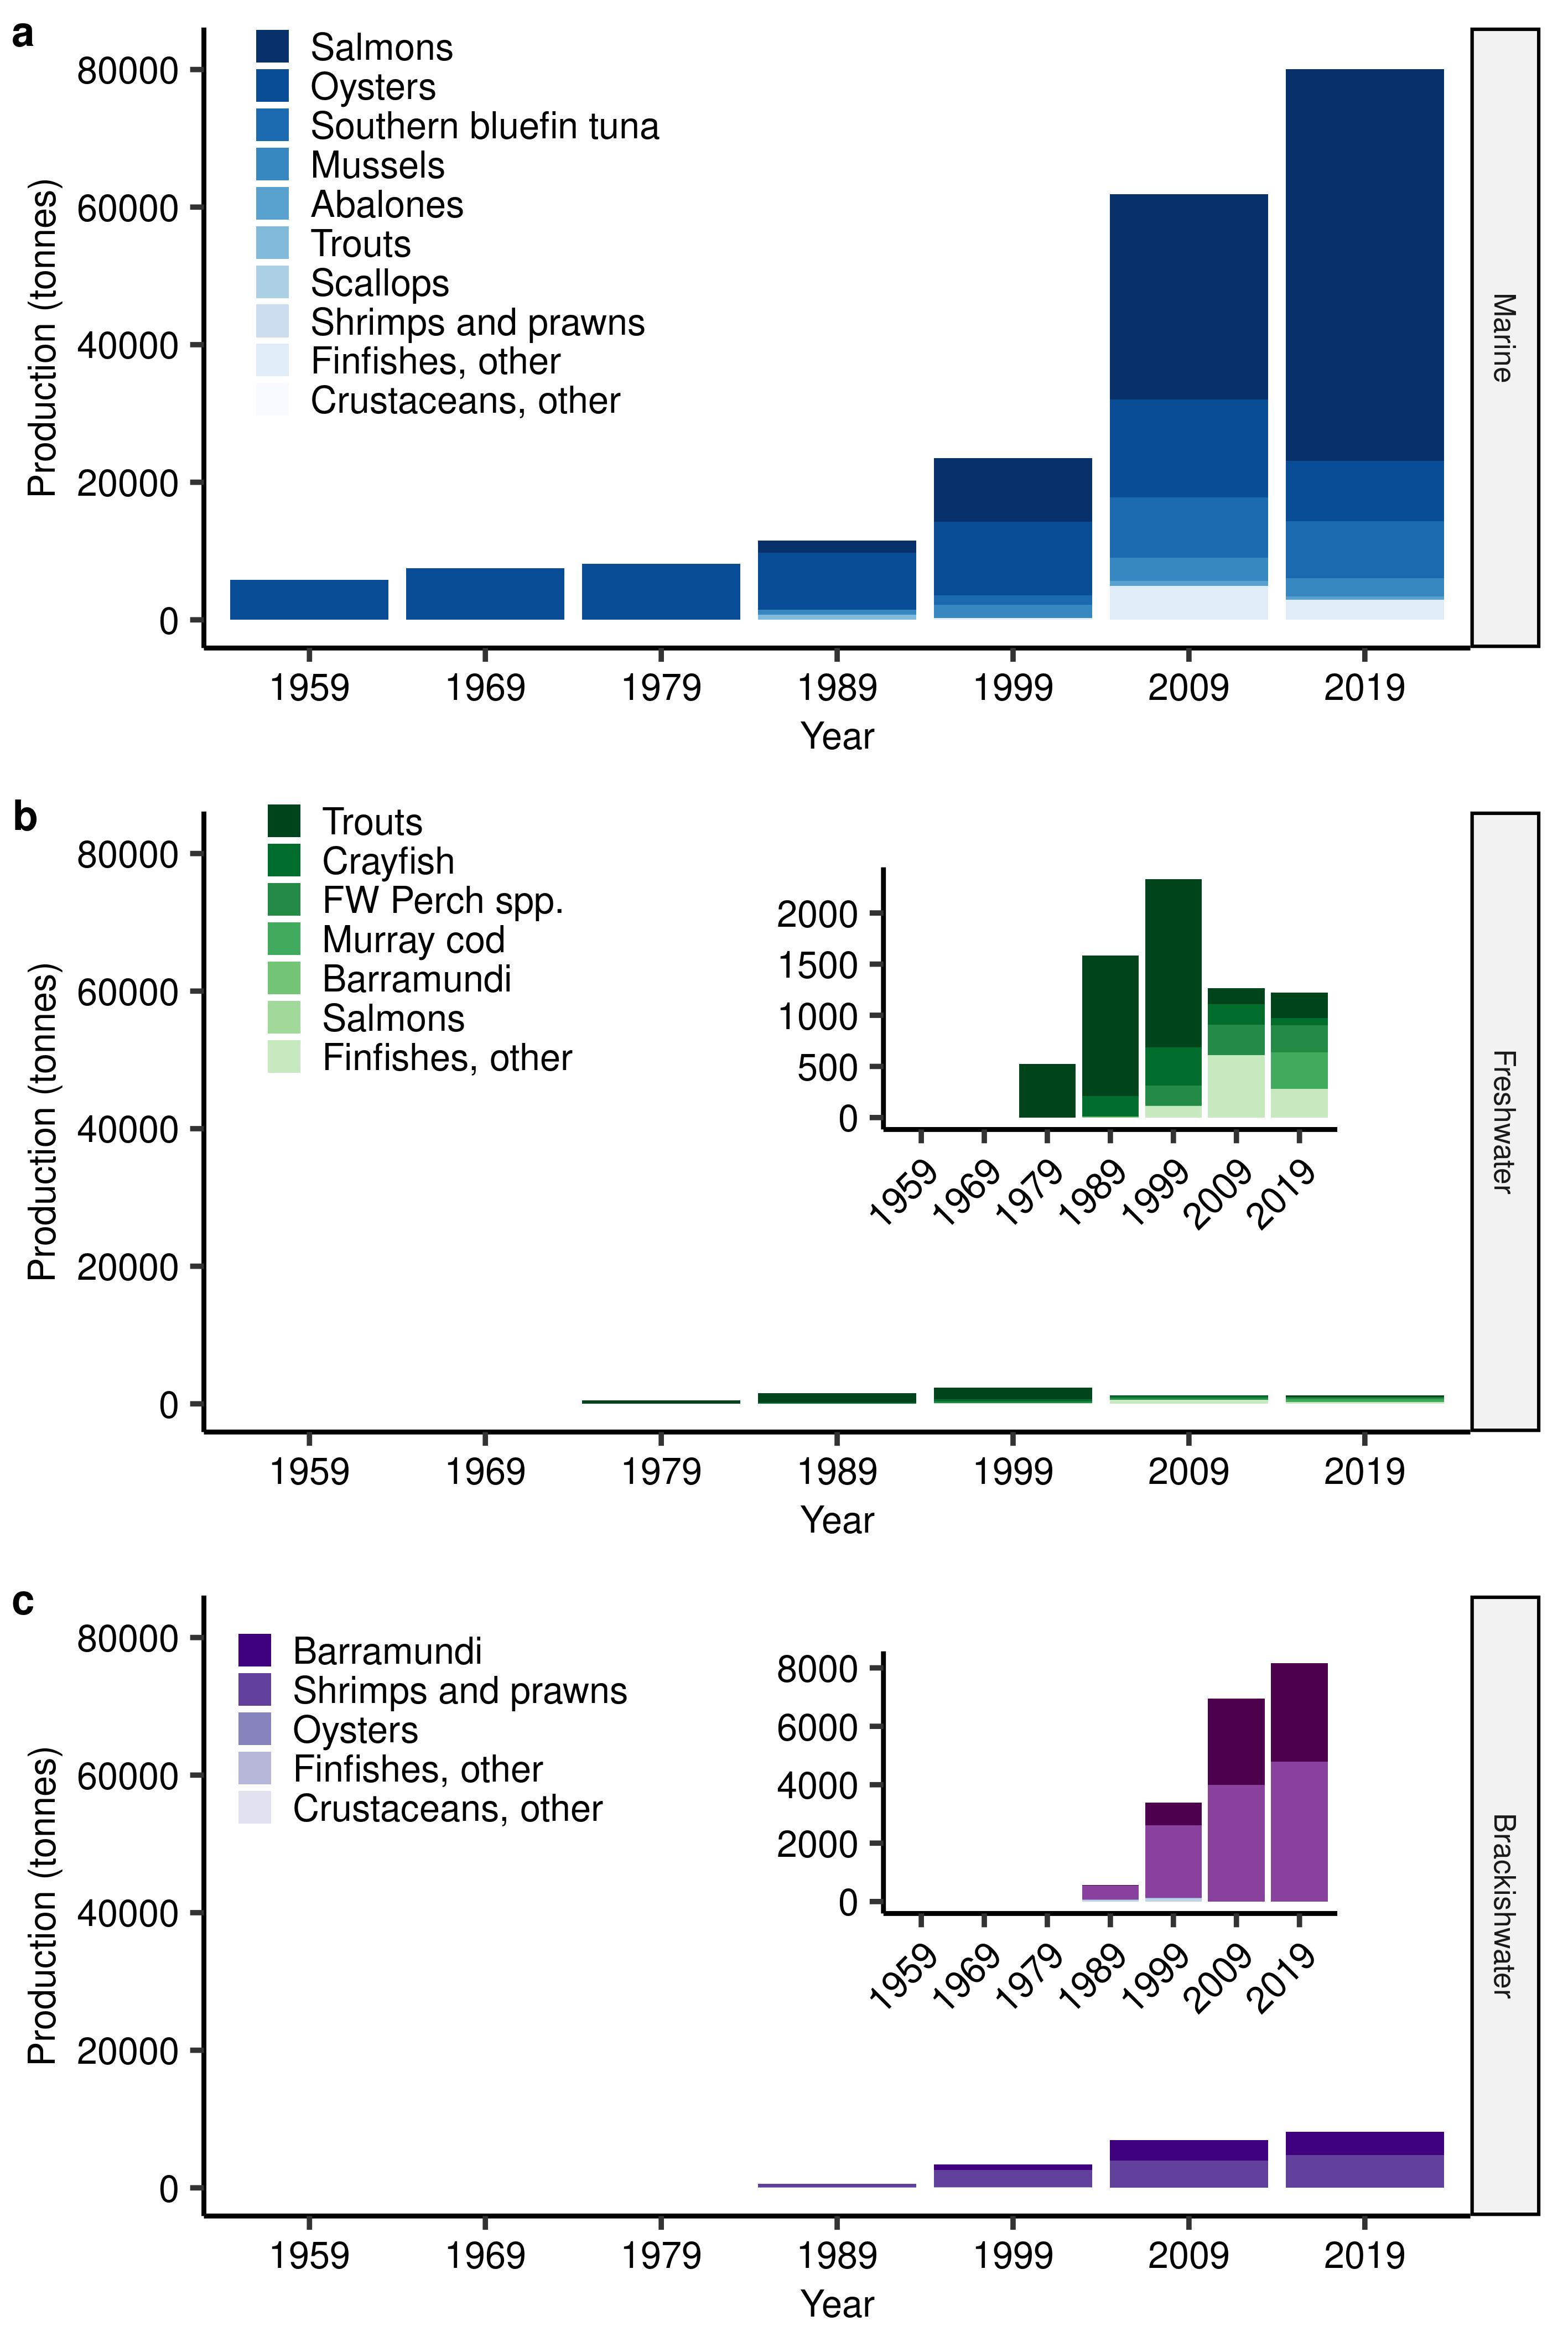 a
Salmons
Oysters
Southern bluefin tuna
Mussels
Abalones
Trouts
Scallops
Shrimps and prawns
Finfishes, other
Crustaceans, other
80000
60000
40000
20000
0
Production (tonnes)
1959 1969 1979 1989 1999 2009 2019
Year
Marine
b
Trouts
Crayfish
FW Perch spp.
Murray cod
Barramundi
Salmons
Finfishes, other
80000
60000
40000
20000
0
Production (tonnes)
2000
1500
1000
500
0
1959 1969 1979 1989 1999 2009 2019
1959 1969 1979 1989 1999 2009 2019
Year
Freshwater
c
Barramundi
Shrimps and prawns
Oysters
Finfishes, other
Crustaceans, other
80000
60000
40000
20000
0
Production (tonnes)
8000
6000
4000
2000
0
1959 1969 1979 1989 1999 2009 2019
1959 1969 1979 1989 1999 2009 2019
Year
Brackishwater